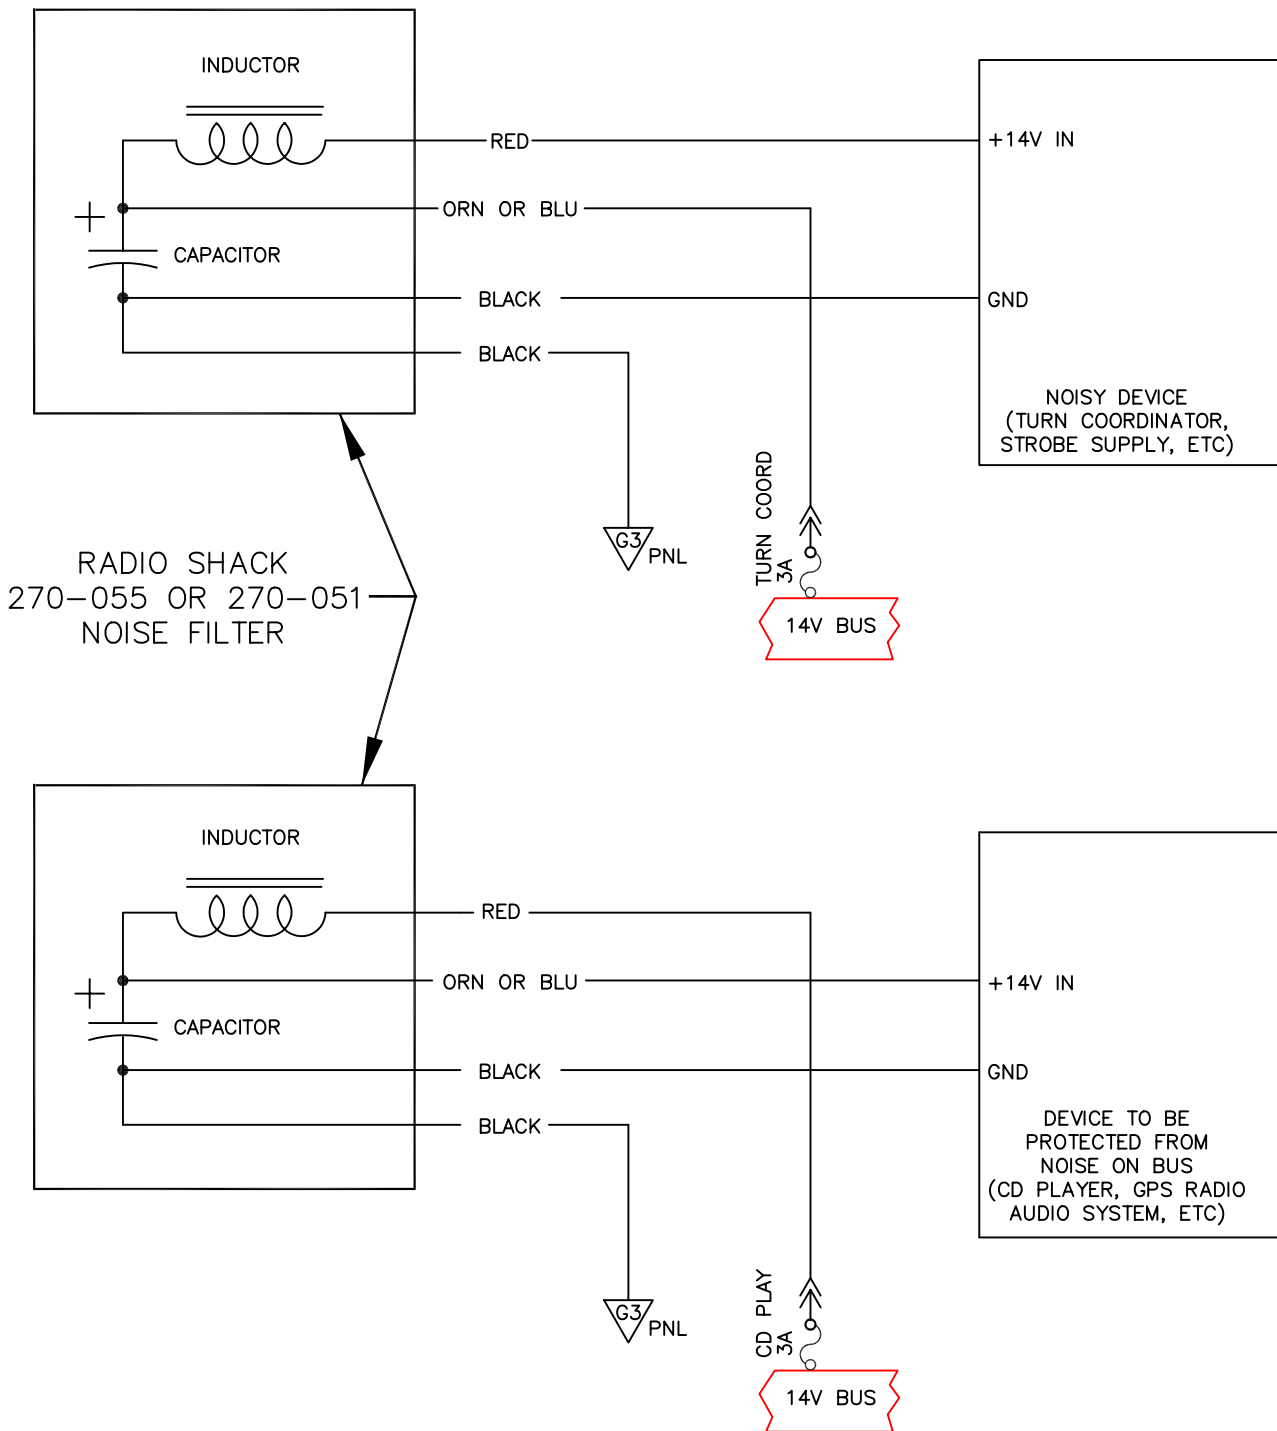 INDUCTOR
RED
+14V IN
ORN OR BLU
+
CAPACITOR
BLACK
GND
BLACK
NOISY DEVICE
(TURN COORDINATOR,
STROBE SUPPLY, ETC)
TURN COORD
3A
G3
PNL
14V BUS
RADIO SHACK
270-055 OR 270-051
NOISE FILTER
INDUCTOR
RED
ORN OR BLU
+14V IN
+
CAPACITOR
BLACK
GND
BLACK
DEVICE TO BE
PROTECTED FROM
NOISE ON BUS
(CD PLAYER, GPS RADIO
AUDIO SYSTEM, ETC)
CD PLAY
3A
G3
PNL
14V BUS